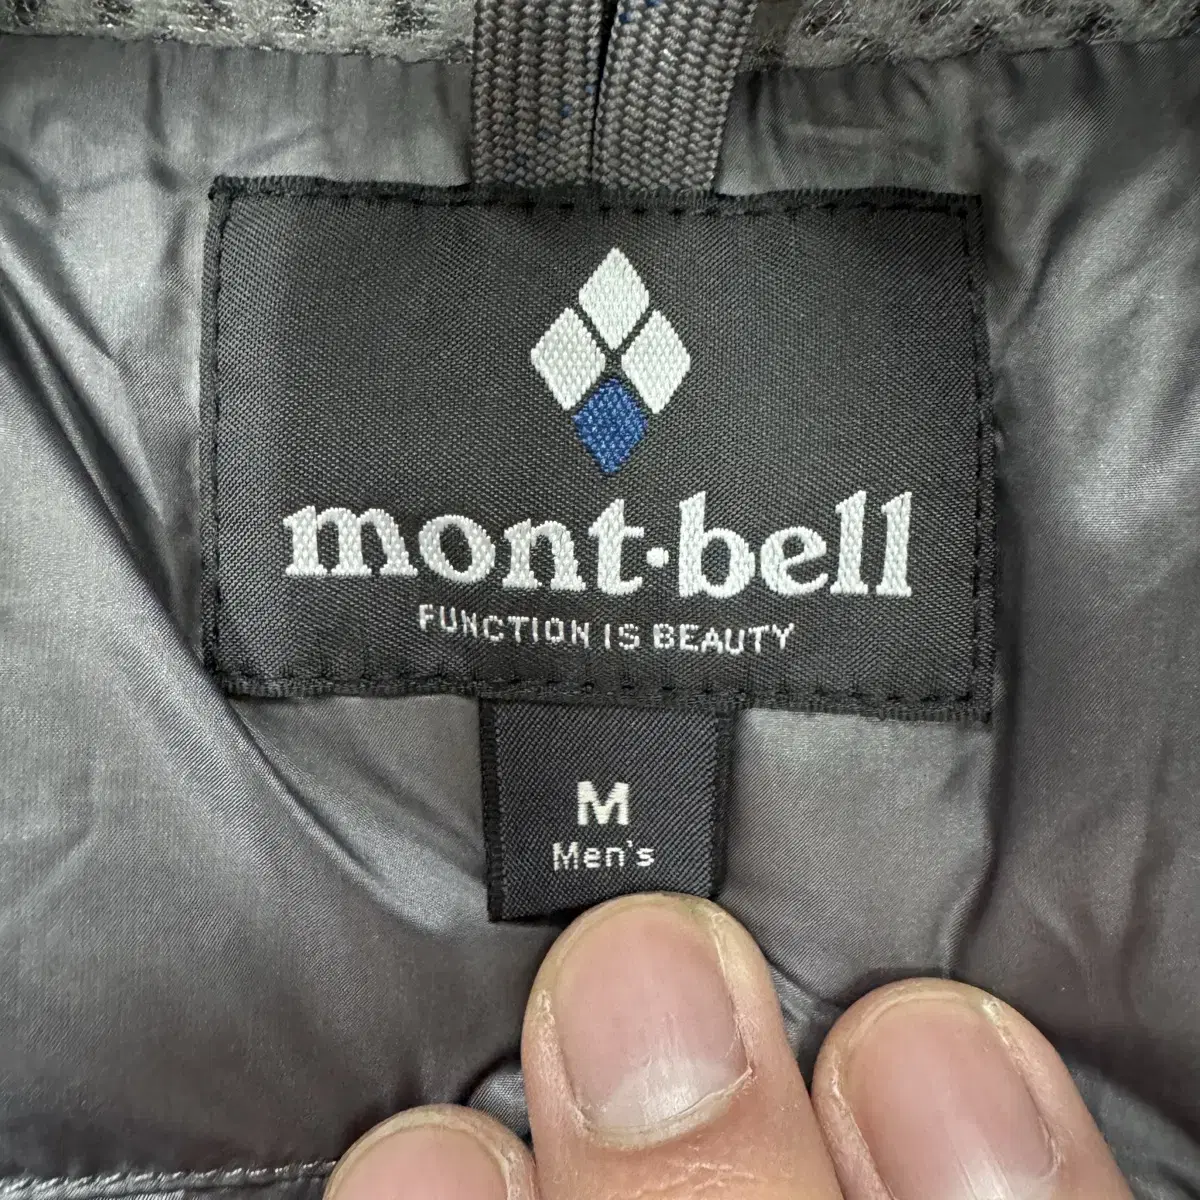 mont·bell
FUNCTION IS BEAUTY
M
Men's